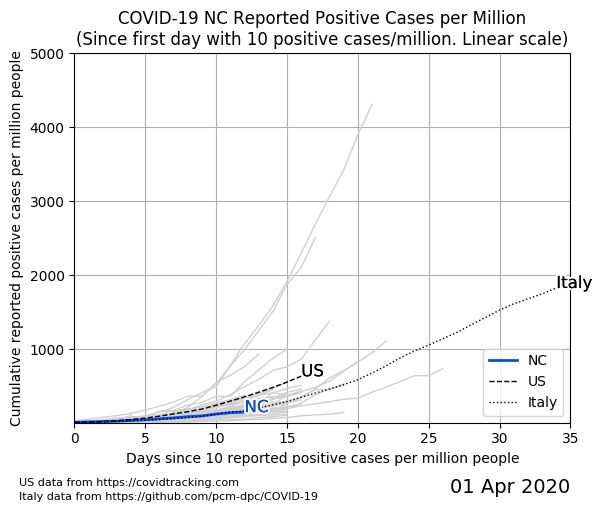 COVID-19 NC Reported Positive Cases per Million
(Since first day with 10 positive cases/million. Linear scale)
Cumulative reported positive cases per million people
5000
4000
3000
2000
1000
Italy
US
NC
NC
US
Italy
0
5
10
15
20
25
30
35
Days since 10 reported positive cases per million people
US data from https://covidtracking.com
Italy data from https://github.com/pcm-dpc/COVID-19
01 Apr 2020